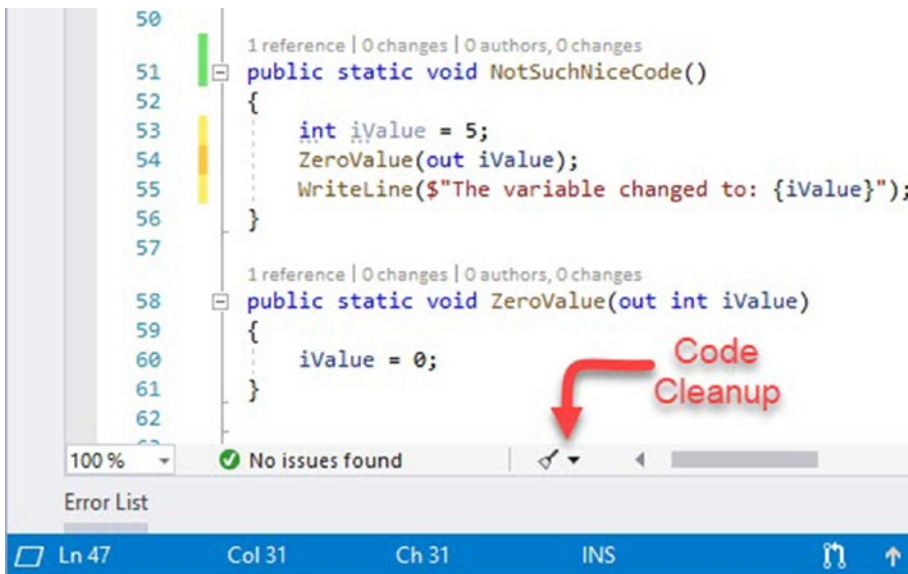 50
1 reference | 0 changes | 0 authors, 0 changes
51 public static void NotSuchNiceCode()
52 {
53 int iValue = 5;
54 ZeroValue(out iValue);
55 WriteLine($"The variable changed to: {iValue}");
56 }
57
1 reference | 0 changes | 0 authors, 0 changes
58 public static void ZeroValue(out int iValue)
59 {
60 iValue = 0;
61 }
62
Code
Cleanup
100 % No issues found
Error List
Ln 47 Col 31 Ch 31 INS